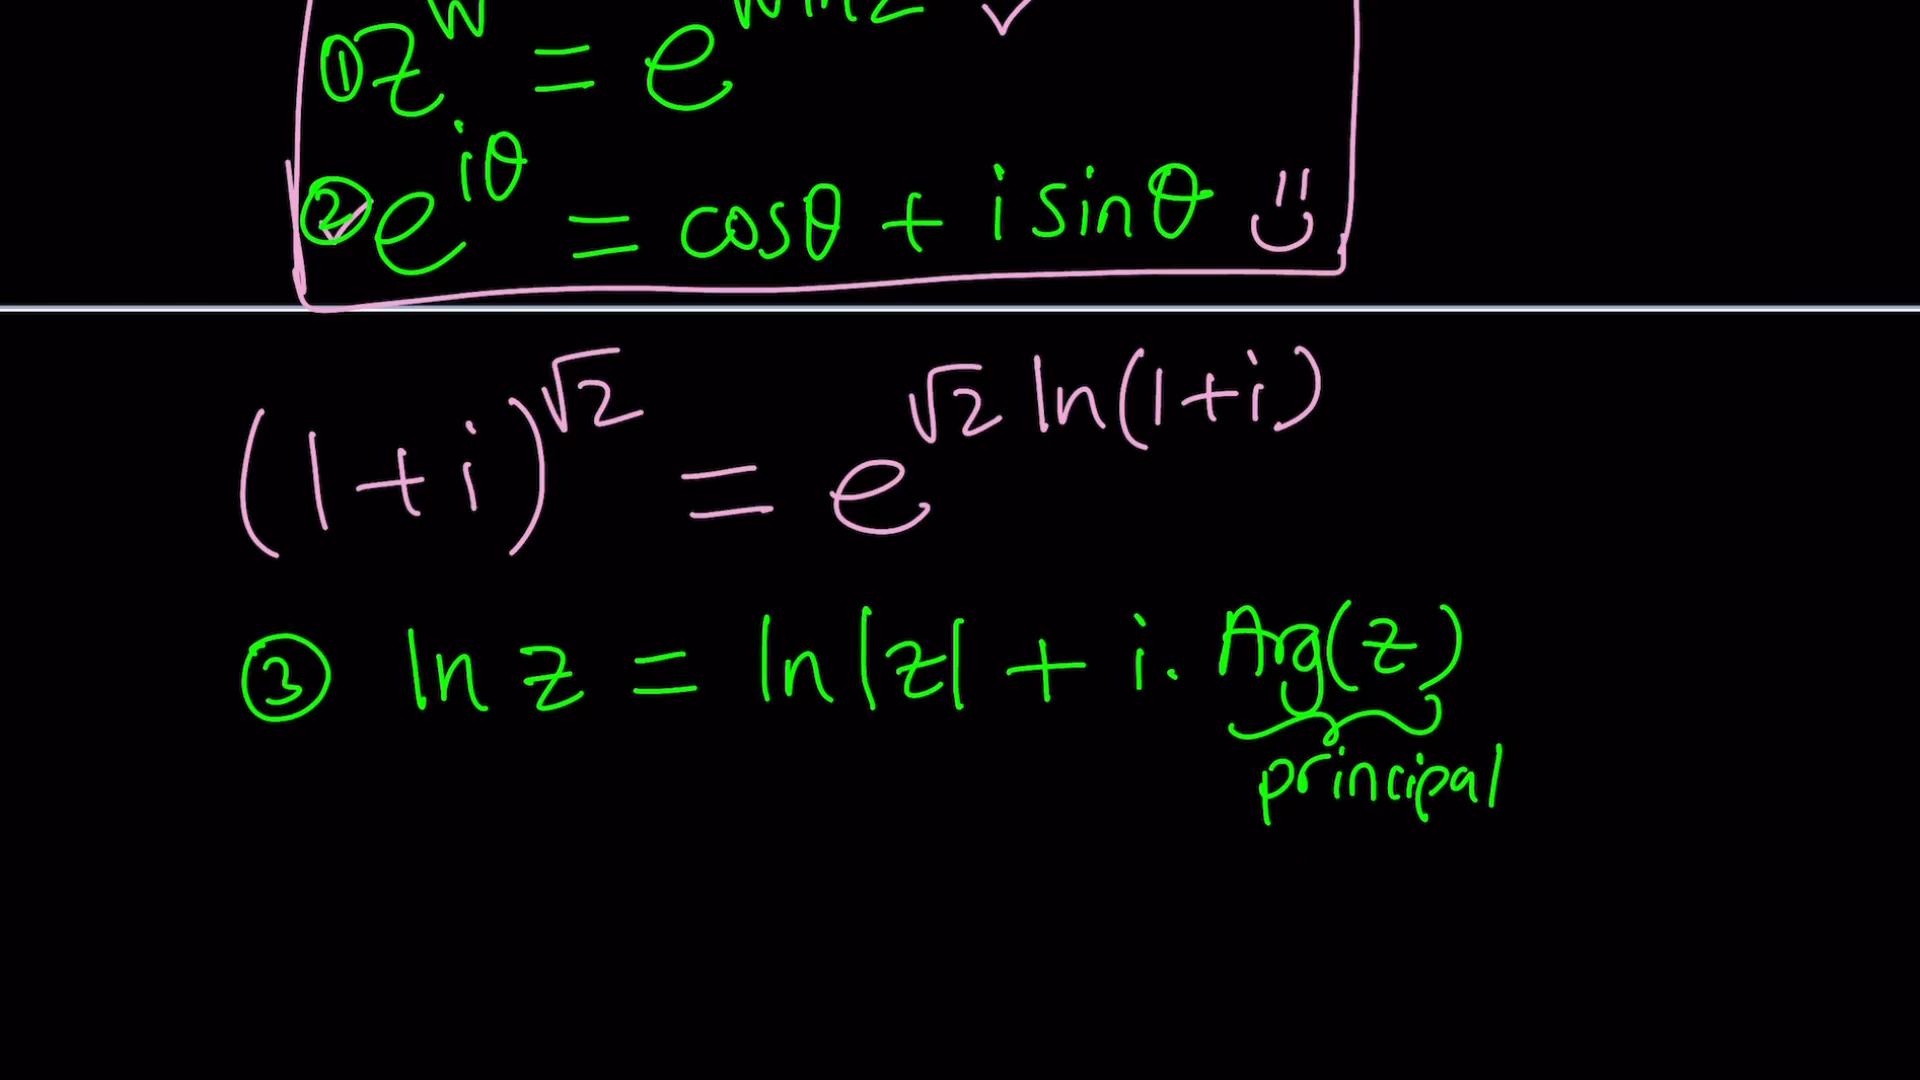 ① z^w = e^(w ln z) ✓
② e^(iθ) = cosθ + i sinθ
(1+i)^√2 = e^(√2 ln(1+i))
③ ln z = ln|z| + i. Arg(z)
principal